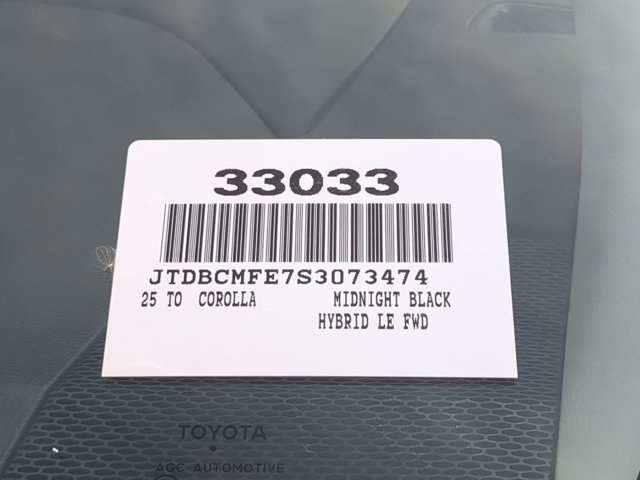 33033
JTDBCMFE7S3073474
25 TO COROLLA MIDNIGHT BLACK
HYBRID LE FWD
TOYOTA
AGC AUTOMOTIVE